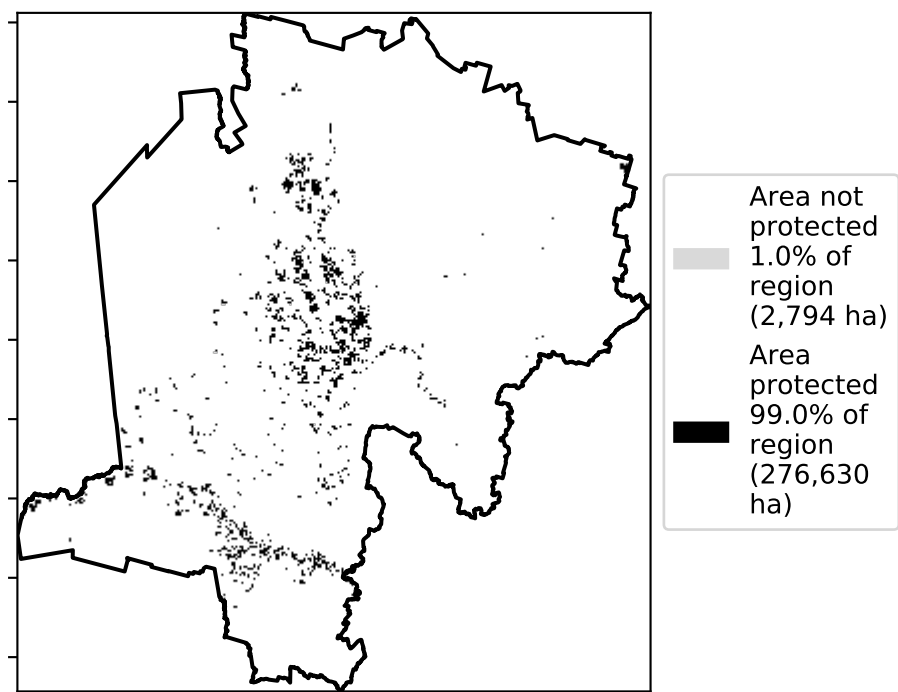 Area not
protected
1.0% of
region
(2,794 ha)
Area
protected
99.0% of
region
(276,630
ha)